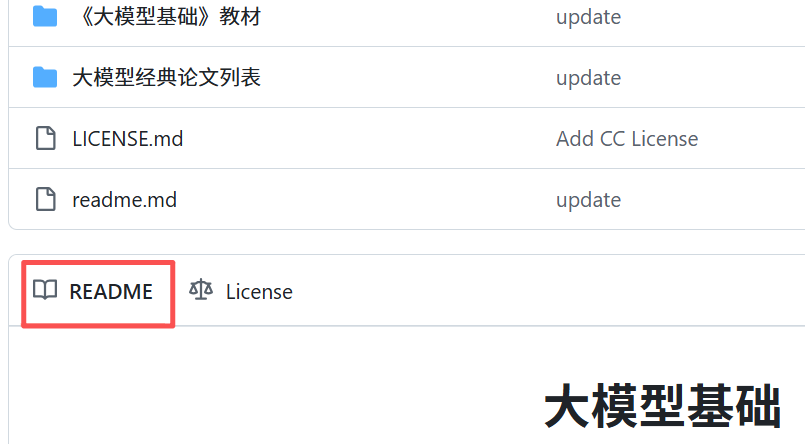 《大模型基础》教材 update
大模型经典论文列表 update
LICENSE.md Add CC License
readme.md update
README License
大模型基础